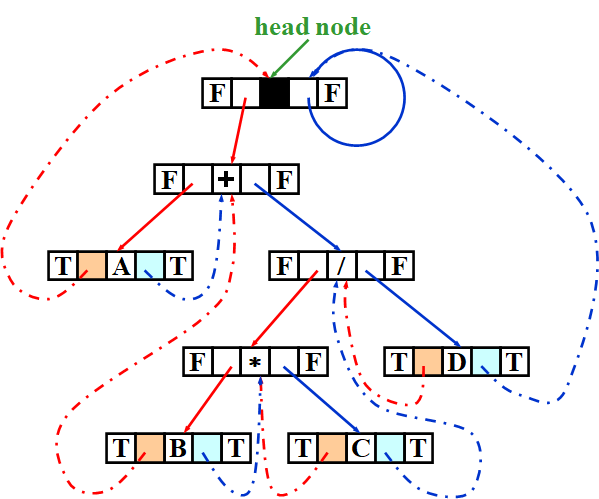 head node
F F
F + F
T A T
F / F
F * F
T D T
T B T
T C T